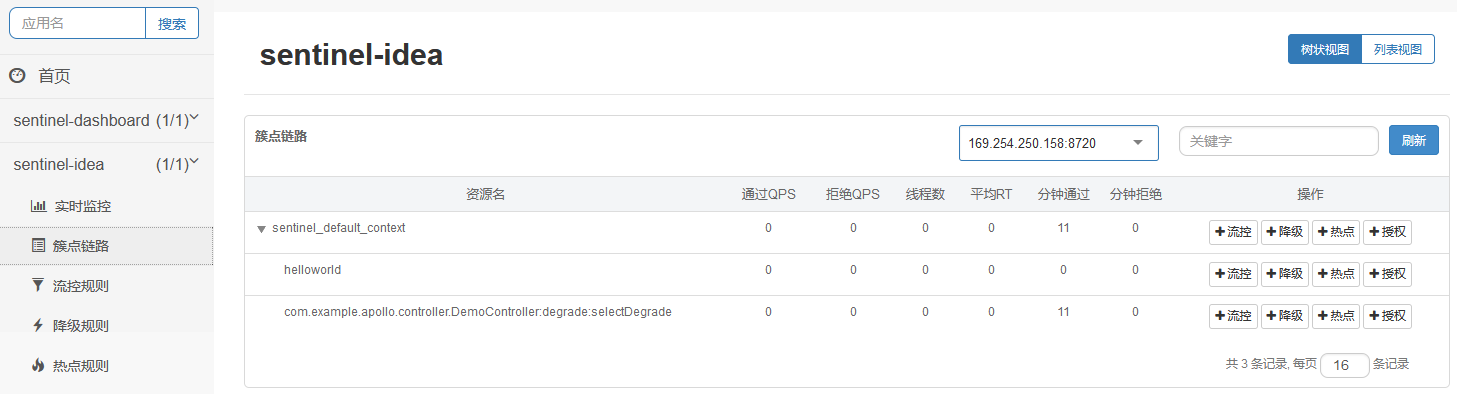 应用名 搜索
首页
sentinel-dashboard (1/1)
sentinel-idea (1/1)
实时监控
簇点链路
流控规则
降级规则
热点规则
sentinel-idea
树状视图 列表视图
簇点链路 169.254.250.158:8720 关键字 刷新
资源名 通过QPS 拒绝QPS 线程数 平均RT 分钟通过 分钟拒绝 操作
sentinel_default_context 0 0 0 0 11 0 +流控 +降级 +热点 +授权
helloworld 0 0 0 0 0 0 +流控 +降级 +热点 +授权
com.example.apollo.controller.DemoController:degrade:selectDegrade 0 0 0 0 11 0 +流控 +降级 +热点 +授权
共 3 条记录, 每页 16 条记录